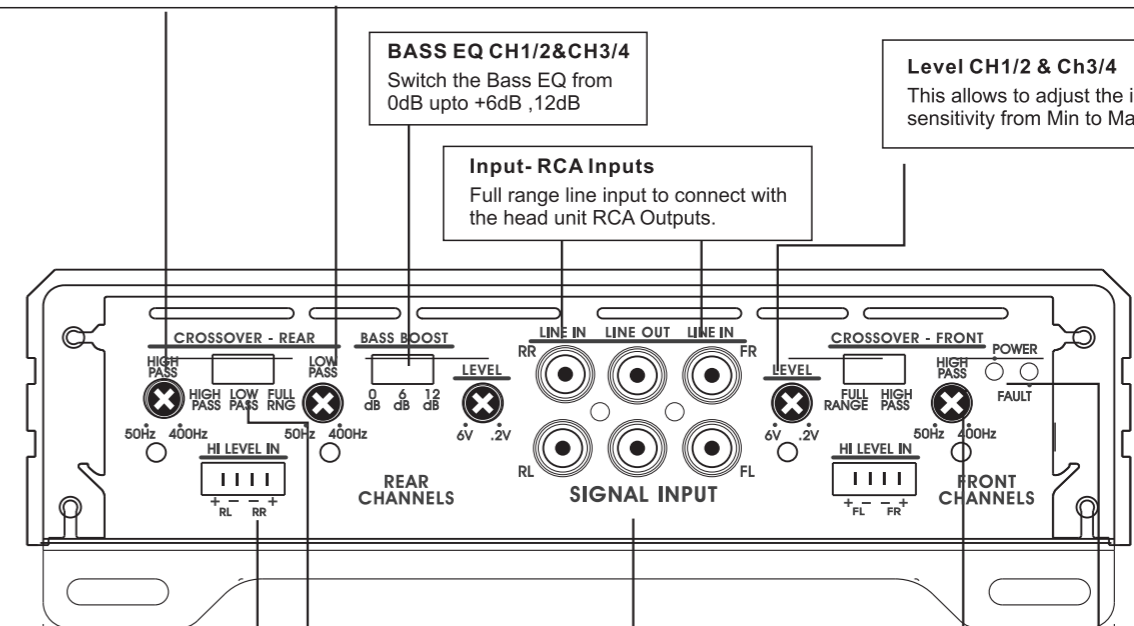 BASS EQ CH1/2&CH3/4
Switch the Bass EQ from
0dB upto +6dB ,12dB
Level CH1/2 & Ch3/4
This allows to adjust the i
sensitivity from Min to Ma
Input- RCA Inputs
Full range line input to connect with
the head unit RCA Outputs.
CROSSOVER - REAR
BASS BOOST
LINE IN
LINE OUT
LINE IN
CROSSOVER - FRONT
HIGH
PASS
LOW
PASS
RR
FR
HIGH
PASS
POWER
LEVEL
LEVEL
HIGH
PASS
LOW
PASS
FULL
RNG
0
dB
6
dB
12
dB
FULL
RANGE
HIGH
PASS
FAULT
50Hz 400Hz
50Hz 400Hz
6V .2V
6V .2V
50Hz 400Hz
HI LEVEL IN
HI LEVEL IN
RL
FL
REAR
CHANNELS
SIGNAL INPUT
FRONT
CHANNELS
+ − − +
RL RR
+ − − +
FL FR